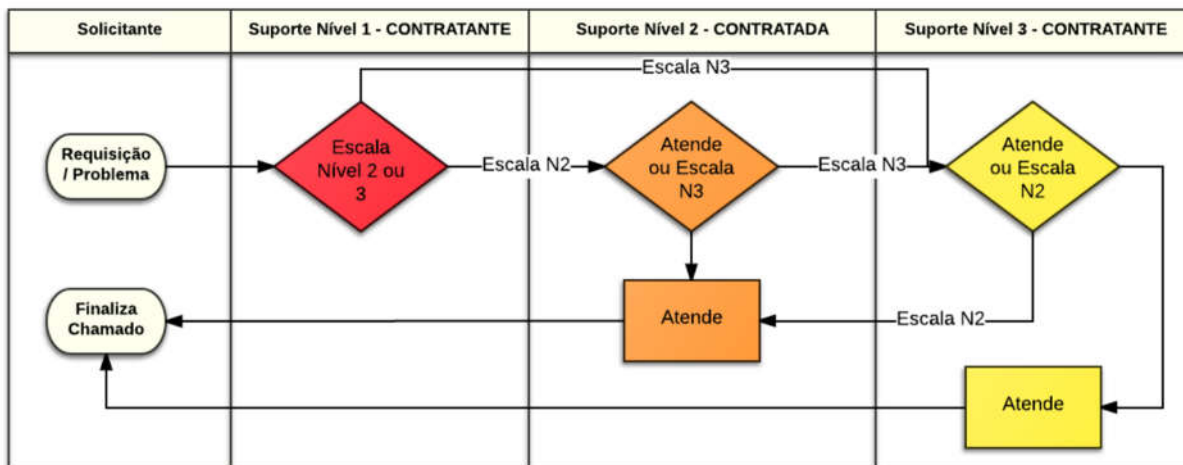 Solicitante
Suporte Nível 1 - CONTRATANTE
Suporte Nível 2 - CONTRATADA
Suporte Nível 3 - CONTRATANTE
Escala N3
Requisição
/ Problema
Escala
Nível 2 ou
3
Escala N2
Atende
ou Escala
N3
Escala N3
Atende
ou Escala
N2
Finaliza
Chamado
Atende
Escala N2
Atende